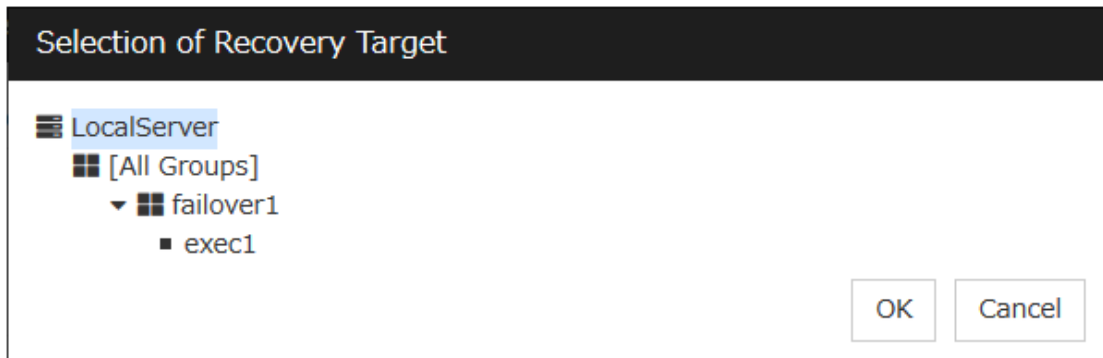 Selection of Recovery Target
LocalServer
[All Groups]
failover1
exec1
OK Cancel